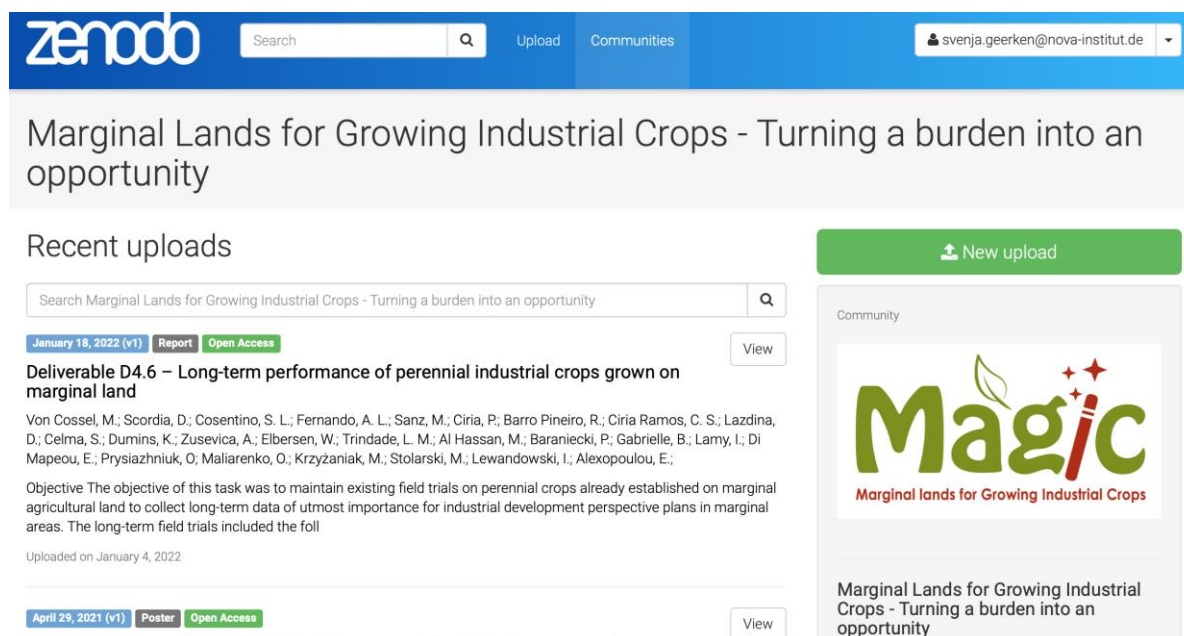 zenodo
Search
Upload
Communities
svenja.geerken@nova-institut.de
Marginal Lands for Growing Industrial Crops - Turning a burden into an
opportunity
Recent uploads
New upload
Search Marginal Lands for Growing Industrial Crops - Turning a burden into an opportunity
January 18, 2022 (v1) Report Open Access
View
Deliverable D4.6 – Long-term performance of perennial industrial crops grown on
marginal land
Von Cossel, M.; Scordia, D.; Cosentino, S. L.; Fernando, A. L.; Sanz, M.; Ciria, P.; Barro Pineiro, R.; Ciria Ramos, C. S.; Lazdina,
D.; Celma, S.; Dumins, K.; Zusevica, A.; Elbersen, W.; Trindade, L. M.; Al Hassan, M.; Baraniecki, P.; Gabrielle, B.; Lamy, I.; Di
Mapeou, E.; Prysiazhniuk, O; Maliarenko, O.; Krzyżaniak, M.; Stolarski, M.; Lewandowski, I.; Alexopoulou, E.;
Objective The objective of this task was to maintain existing field trials on perennial crops already established on marginal
agricultural land to collect long-term data of utmost importance for industrial development perspective plans in marginal
areas. The long-term field trials included the foll
Uploaded on January 4, 2022
April 29, 2021 (v1) Poster Open Access
View
Community
Magic
Marginal lands for Growing Industrial Crops
Marginal Lands for Growing Industrial
Crops - Turning a burden into an
opportunity